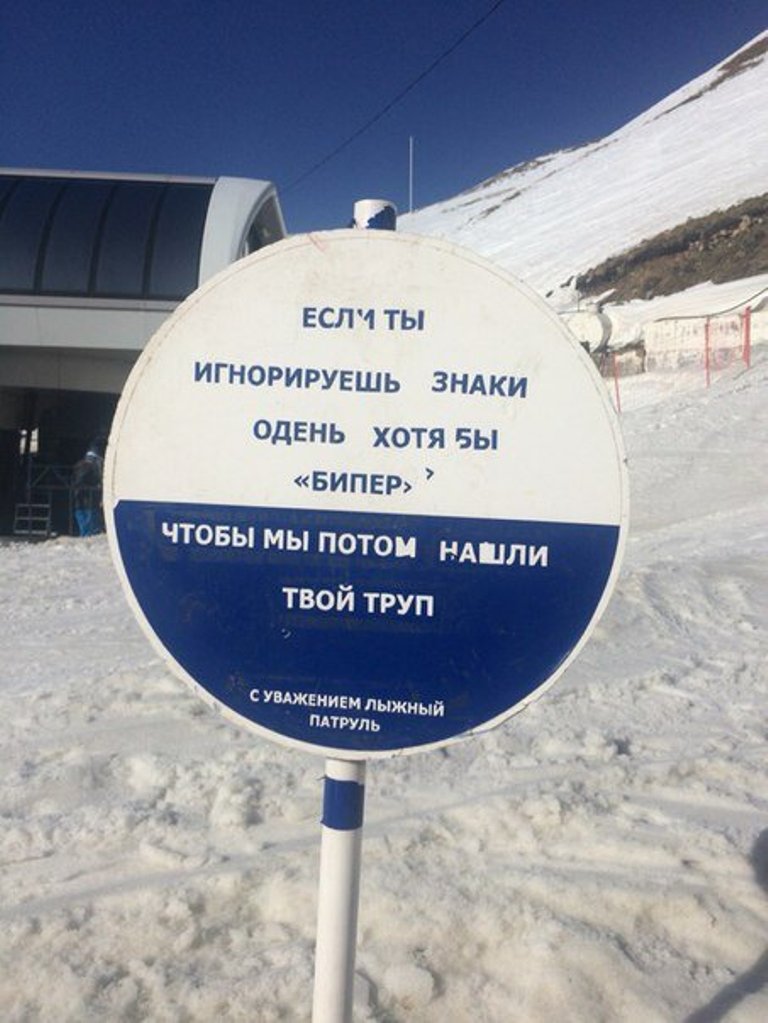 ЕСЛИ ТЫ
ИГНОРИРУЕШЬ ЗНАКИ
ОДЕНЬ ХОТЯ БЫ
«БИПЕР»
ЧТОБЫ МЫ ПОТОМ НАШЛИ
ТВОЙ ТРУП
С УВАЖЕНИЕМ ЛЫЖНЫЙ
ПАТРУЛЬ